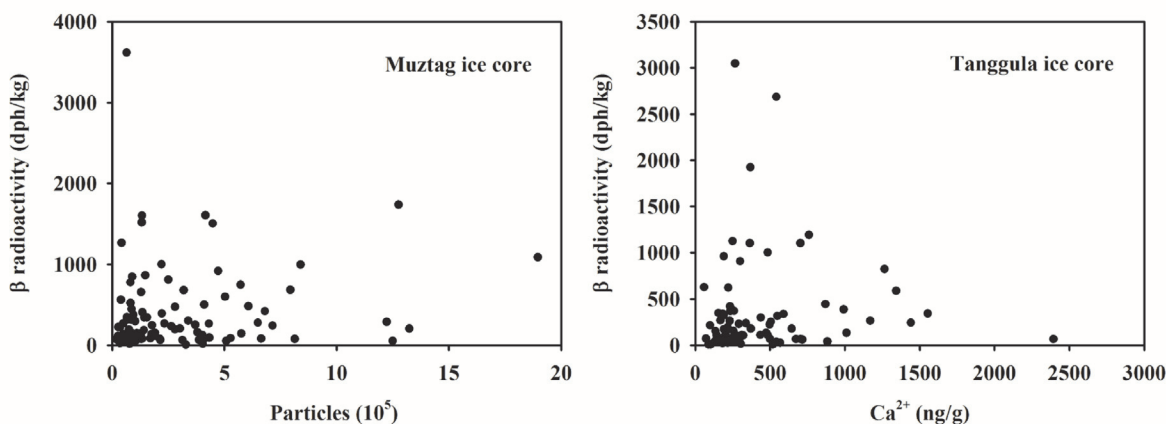 4000
3000
2000
1000
0
β radioactivity (dph/kg)
Muztag ice core
0 5 10 15 20
Particles (10⁵)
3500
3000
2500
2000
1500
1000
500
0
β radioactivity (dph/kg)
Tanggula ice core
0 500 1000 1500 2000 2500 3000
Ca²⁺ (ng/g)